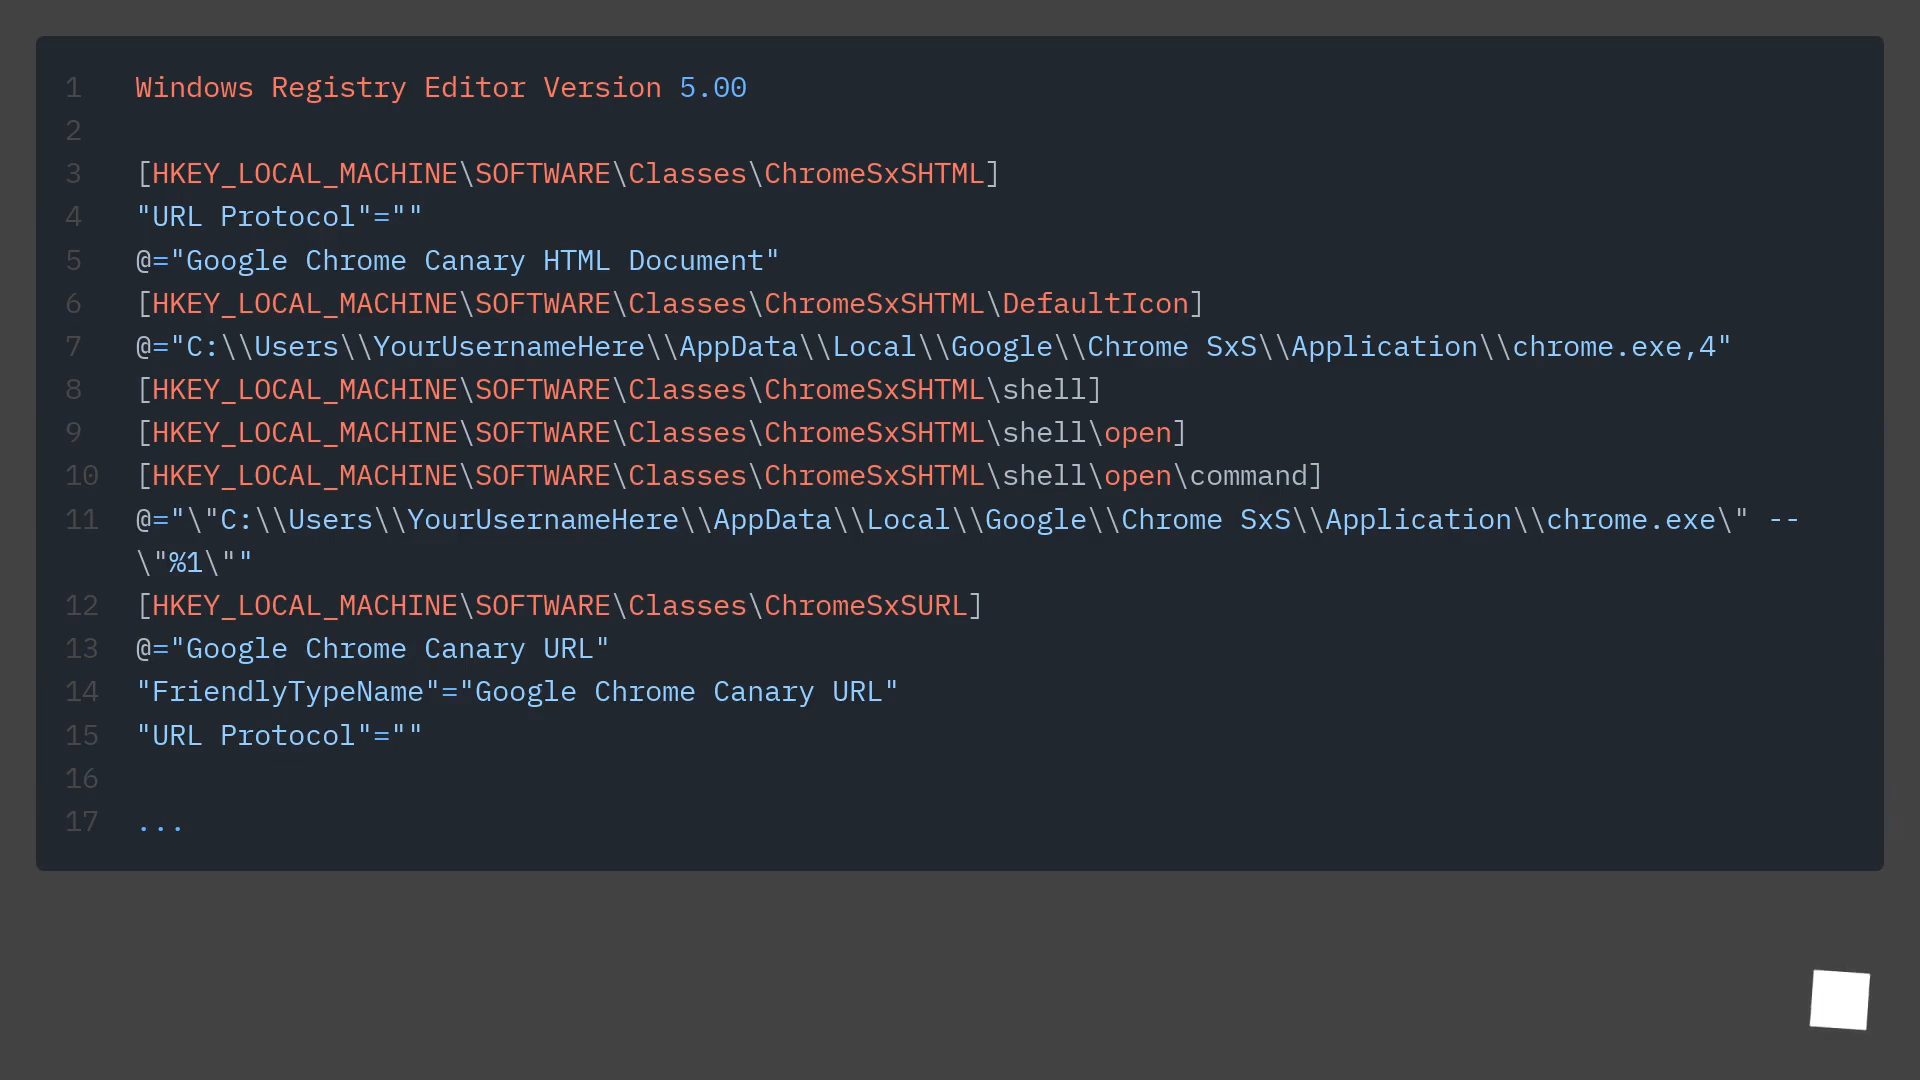 1 Windows Registry Editor Version 5.00
2
3 [HKEY_LOCAL_MACHINE\SOFTWARE\Classes\ChromeSxSHTML]
4 "URL Protocol"=""
5 @="Google Chrome Canary HTML Document"
6 [HKEY_LOCAL_MACHINE\SOFTWARE\Classes\ChromeSxSHTML\DefaultIcon]
7 @="C:\\Users\\YourUsernameHere\\AppData\\Local\\Google\\Chrome SxS\\Application\\chrome.exe,4"
8 [HKEY_LOCAL_MACHINE\SOFTWARE\Classes\ChromeSxSHTML\shell]
9 [HKEY_LOCAL_MACHINE\SOFTWARE\Classes\ChromeSxSHTML\shell\open]
10 [HKEY_LOCAL_MACHINE\SOFTWARE\Classes\ChromeSxSHTML\shell\open\command]
11 @="\"C:\\Users\\YourUsernameHere\\AppData\\Local\\Google\\Chrome SxS\\Application\\chrome.exe\" --
\"%1\""
12 [HKEY_LOCAL_MACHINE\SOFTWARE\Classes\ChromeSxSURL]
13 @="Google Chrome Canary URL"
14 "FriendlyTypeName"="Google Chrome Canary URL"
15 "URL Protocol"=""
16
17 ...